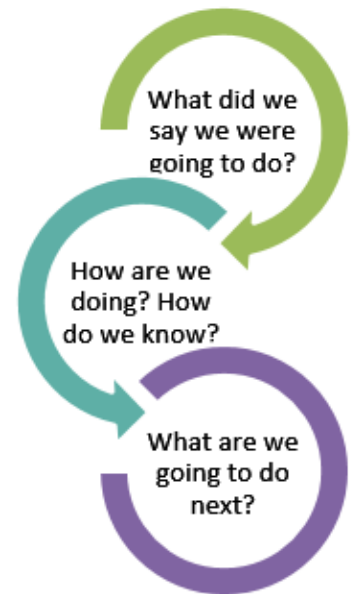 What did we
say we were
going to do?
How are we
doing? How
do we know?
What are we
going to do
next?